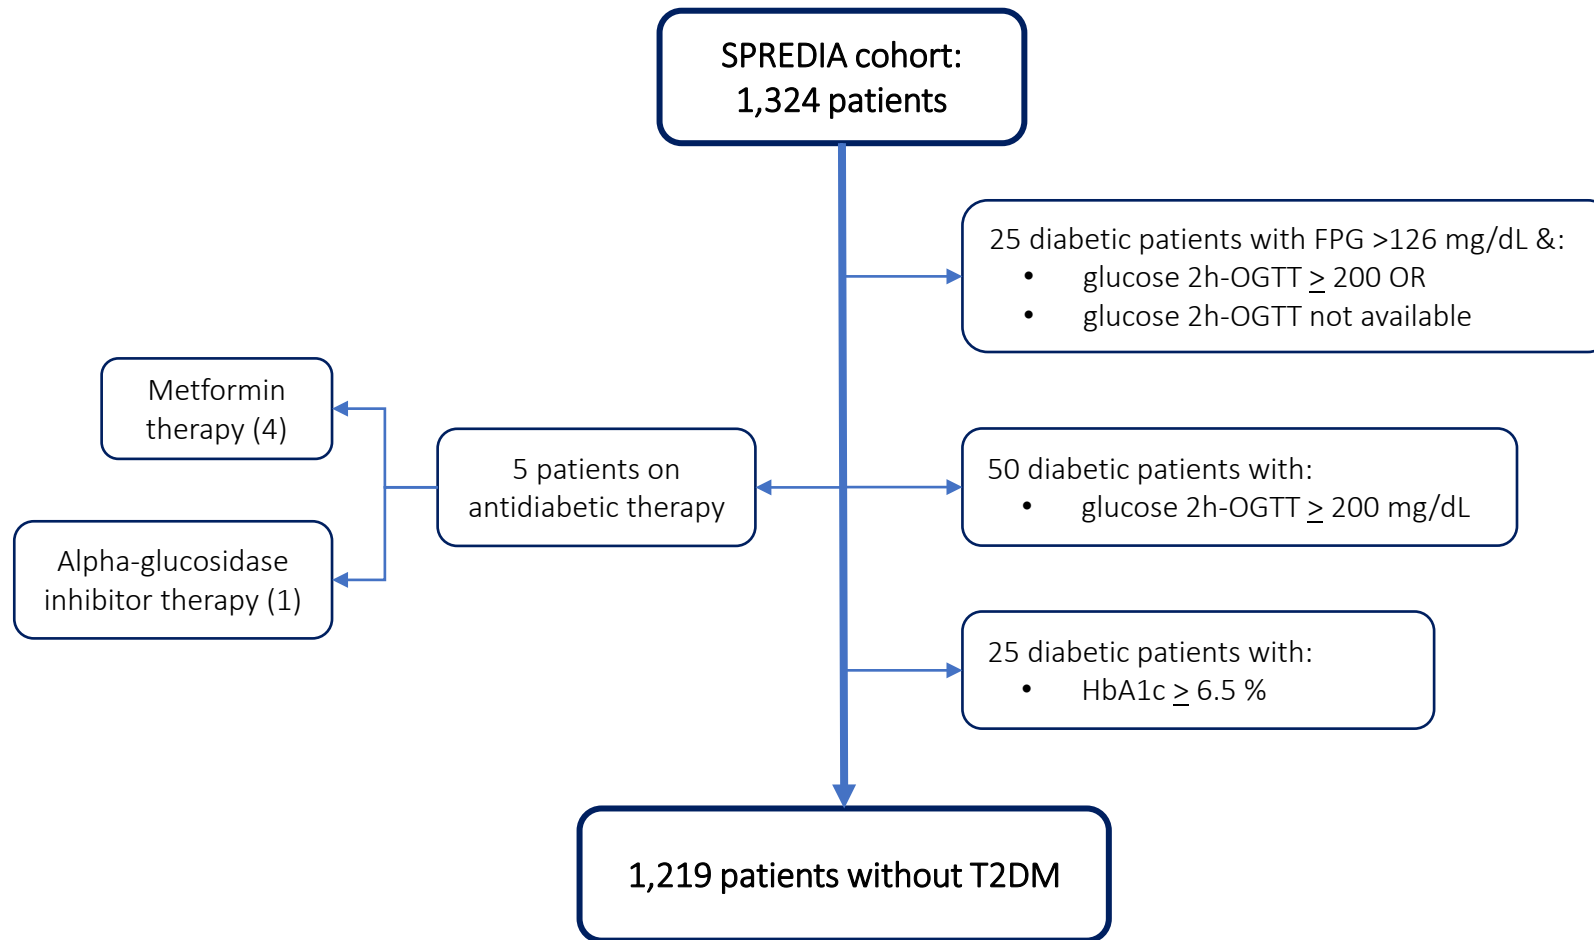 SPREDIA cohort:
1,324 patients
25 diabetic patients with FPG >126 mg/dL &:
• glucose 2h-OGTT ≥ 200 OR
• glucose 2h-OGTT not available
Metformin
therapy (4)
5 patients on
antidiabetic therapy
50 diabetic patients with:
• glucose 2h-OGTT ≥ 200 mg/dL
Alpha-glucosidase
inhibitor therapy (1)
25 diabetic patients with:
• HbA1c ≥ 6.5 %
1,219 patients without T2DM